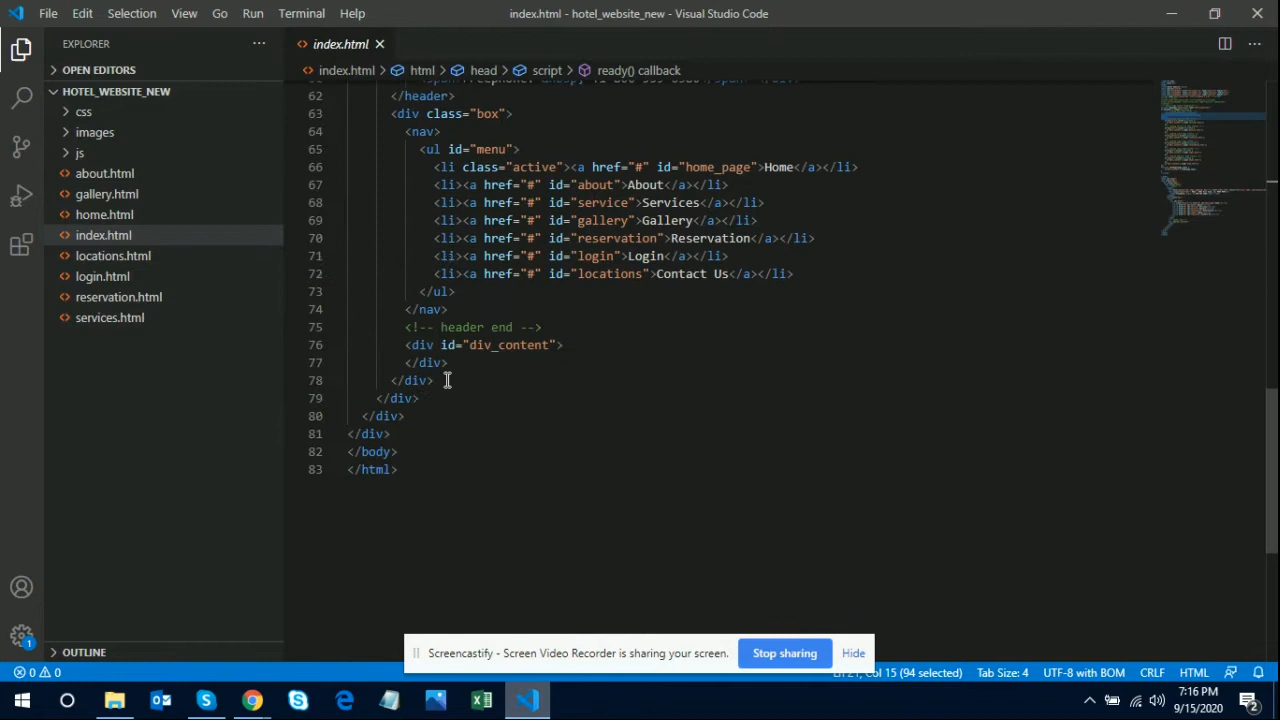 File Edit Selection View Go Run Terminal Help index.html - hotel_website_new - Visual Studio Code
EXPLORER
index.html
OPEN EDITORS
index.html > html > head > script > ready() callback
HOTEL_WEBSITE_NEW
css
images
js
about.html
gallery.html
home.html
index.html
locations.html
login.html
reservation.html
services.html
OUTLINE
62 </header>
63 <div class="box">
64 <nav>
65 <ul id="menu">
66 <li class="active"><a href="#" id="home_page">Home</a></li>
67 <li><a href="#" id="about">About</a></li>
68 <li><a href="#" id="service">Services</a></li>
69 <li><a href="#" id="gallery">Gallery</a></li>
70 <li><a href="#" id="reservation">Reservation</a></li>
71 <li><a href="#" id="login">Login</a></li>
72 <li><a href="#" id="locations">Contact Us</a></li>
73 </ul>
74 </nav>
75 <!-- header end -->
76 <div id="div_content">
77 </div>
78 </div>
79 </div>
80 </div>
81 </div>
82 </body>
83 </html>
Screencastify - Screen Video Recorder is sharing your screen. Stop sharing Hide
1
0 0 Col 15 (94 selected) Tab Size: 4 UTF-8 with BOM CRLF HTML
7:16 PM
9/15/2020
2